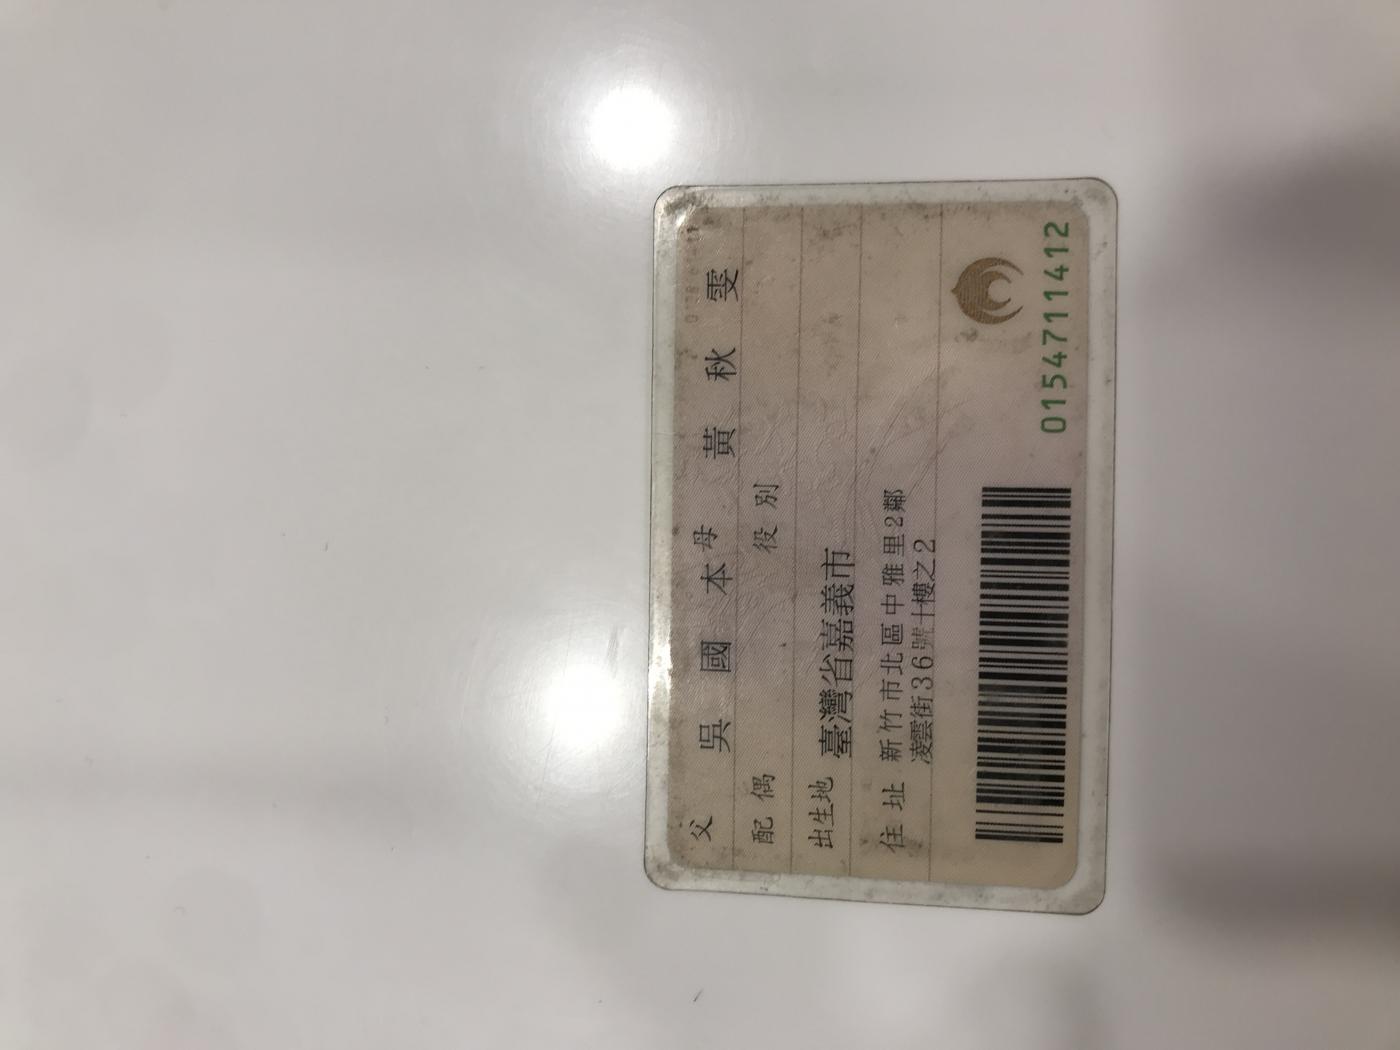 父 吳國本 母 黃秋雯
配偶 役別
出生地 臺灣省嘉義市
住址 新竹市北區中雅里2鄰
凌雲街36號十樓之2
0154711412